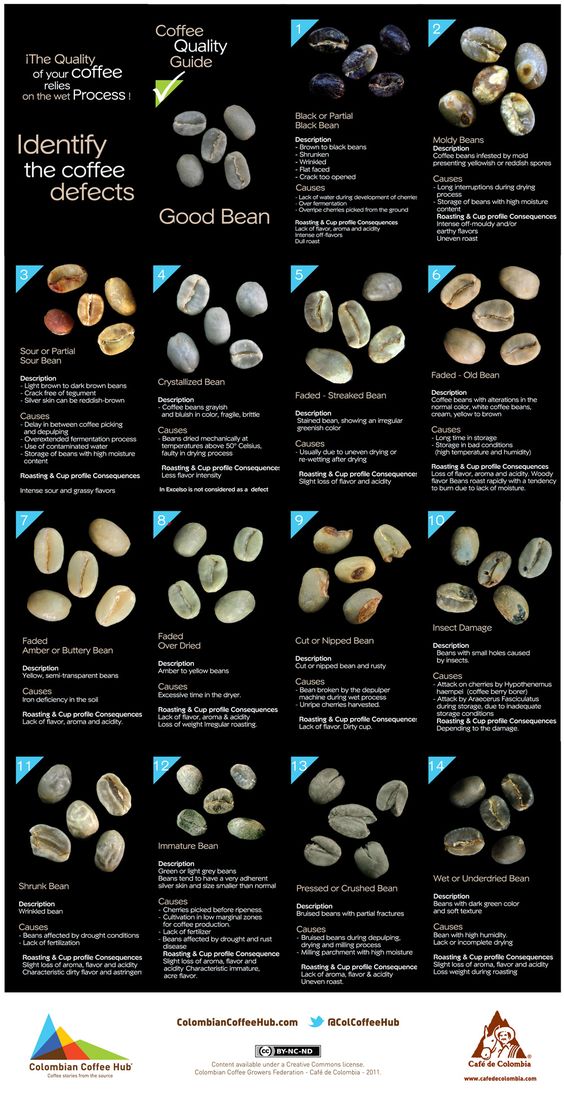 ¡The Quality
of your coffee
relies
on the wet Process !
Identify
the coffee
defects
Coffee
Quality
Guide
Good Bean
1
Black or Partial
Black Bean
Description
- Brown to black beans
- Shrunken
- Wrinkled
- Flat faced
- Crack too opened
Causes
- Lack of water during development of cherries
- Over fermentation
- Overripe cherries picked from the ground
Roasting & Cup profile Consequences
Lack of flavor, aroma and acidity
Intense off-flavors
Dull roast
2
Moldy Beans
Description
Coffee beans infested by mold
presenting yellowish or reddish spores
Causes
- Long interruptions during drying
process
- Storage of beans with high moisture
content
Roasting & Cup profile Consequences
Intense off-mouldy and/or
earthy flavors
Uneven roast
3
Sour or Partial
Sour Bean
Description
- Light brown to dark brown beans
- Crack free of tegument
- Silver skin can be reddish-brown
Causes
- Delay in between coffee picking
and depulping
- Overextended fermentation process
- Use of contaminated water
- Storage of beans with high moisture
content
Roasting & Cup profile Consequences
Intense sour and grassy flavors
4
Crystallized Bean
Description
- Coffee beans grayish
and bluish in color, fragile, brittle
Causes
- Beans dried mechanically at
temperatures above 50° Celsius,
faulty in drying process
Roasting & Cup profile Consequences
Less flavor intensity
In Excelso is not considered as a defect
5
Faded - Streaked Bean
Description
Stained bean, showing an irregular
greenish color
Causes
- Usually due to uneven drying or
re-wetting after drying
Roasting & Cup profile Consequences
Slight loss of flavor and acidity
6
Faded - Old Bean
Description
Coffee beans with alterations in the
normal color, white coffee beans,
cream, yellow to brown
Causes
- Long time in storage
- Storage in bad conditions
(high temperature and humidity)
Roasting & Cup profile Consequences
Loss of flavor, aroma and acidity. Woody
flavor Beans roast rapidly with a tendency
to burn due to lack of moisture.
7
Faded
Amber or Buttery Bean
Description
Yellow, semi-transparent beans
Causes
Iron deficiency in the soil
Roasting & Cup profile Consequences
Lack of flavor, aroma and acidity.
8
Faded
Over Dried
Description
Amber to yellow beans
Causes
Excessive time in the dryer.
Roasting & Cup profile Consequences
Lack of flavor, aroma & acidity
Loss of weight Irregular roasting.
9
Cut or Nipped Bean
Description
Cut or nipped bean and rusty
Causes
- Bean broken by the depulper
machine during wet process
- Unripe cherries harvested.
Roasting & Cup profile Consequences
Lack of flavor. Dirty cup.
10
Insect Damage
Description
Beans with small holes caused
by insects.
Causes
- Attack on cherries by Hypothenemus
haempel (coffee berry borer)
- Attack by Araecerus Fasciculatus
during storage, due to inadequate
storage conditions
Roasting & Cup profile Consequences
Depending to the damage.
11
Shrunk Bean
Description
Wrinkled bean
Causes
- Beans affected by drought conditions
- Lack of fertilization
Roasting & Cup profile Consequences
Slight loss of aroma, flavor and acidity
Characteristic dirty flavor and astringen
12
Immature Bean
Description
Green or light grey beans
Beans tend to have a very adherent
silver skin and size smaller than normal
Causes
- Cherries picked before ripeness.
- Cultivation in low marginal zones
for coffee production.
- Lack of fertilizer
- Beans affected by drought and rust
disease
Roasting & Cup profile Consequences
Slight loss of aroma, flavor and
acidity Characteristic immature,
acre flavor.
13
Pressed or Crushed Bean
Description
Bruised beans with partial fractures
Causes
- Bruised beans during depulping,
drying and milling process
- Milling parchment with high moisture
Roasting & Cup profile Consequences
Lack of aroma, flavor & acidity
Uneven roast.
14
Wet or Underdried Bean
Description
Beans with dark green color
and soft texture
Causes
Bean with high humidity.
Lack or incomplete drying
Roasting & Cup profile Consequences
Slight loss of aroma, flavor and acidity
Loss weight during roasting
Colombian Coffee Hub
Coffee stories from the source
ColombianCoffeeHub.com
@ColCoffeeHub
cc BY-NC-ND
Content available under a Creative Commons license.
Colombian Coffee Growers Federation - Café de Colombia - 2011.
Café de Colombia
www.cafedecolombia.com